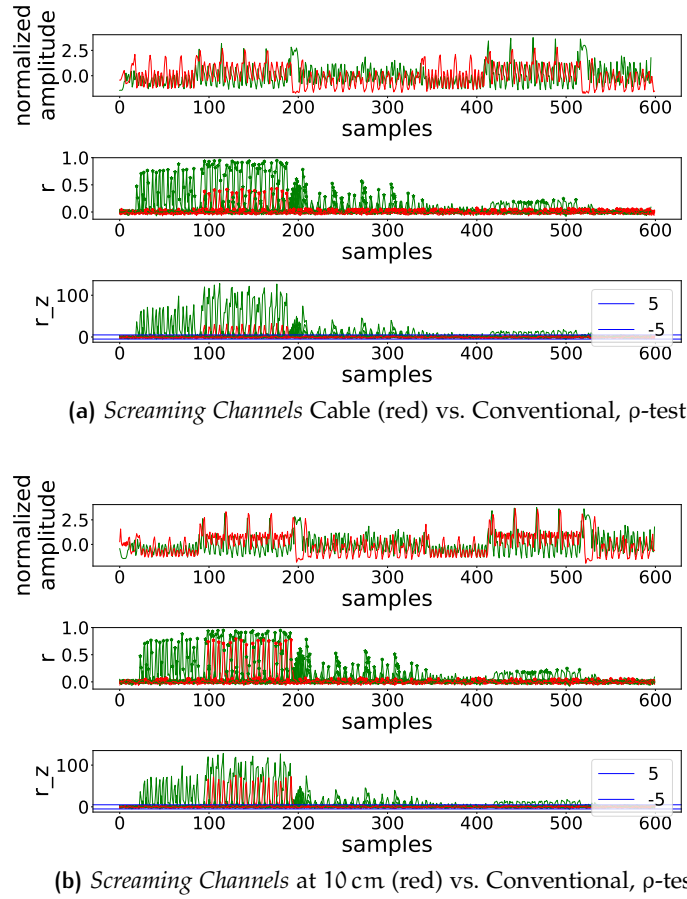 normalized
amplitude
2.5
0.0
0 100 200 300 400 500 600
samples
r
1.0
0.5
0.0
0 100 200 300 400 500 600
samples
r_z
100
0
5
-5
0 100 200 300 400 500 600
samples
(a) Screaming Channels Cable (red) vs. Conventional, ρ-test
normalized
amplitude
2.5
0.0
0 100 200 300 400 500 600
samples
r
1.0
0.5
0.0
0 100 200 300 400 500 600
samples
r_z
100
0
5
-5
0 100 200 300 400 500 600
samples
(b) Screaming Channels at 10 cm (red) vs. Conventional, ρ-tes